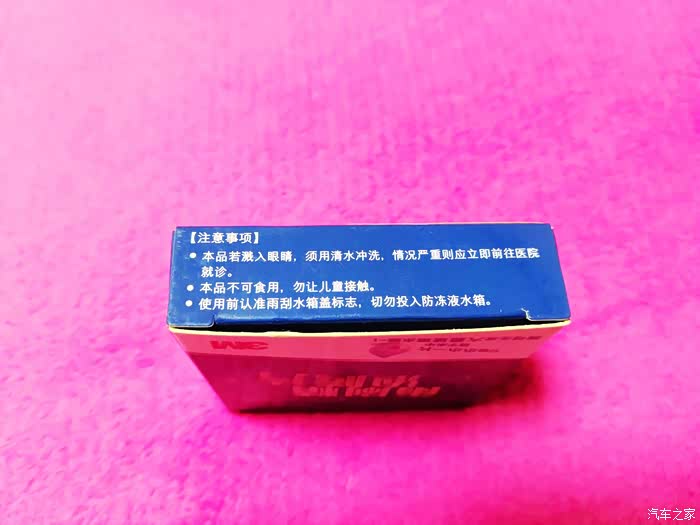 【注意事项】
• 本品若溅入眼睛，须用清水冲洗，情况严重则应立即前往医院
就诊。
• 本品不可食用，勿让儿童接触。
• 使用前认准雨刮水箱盖标志，切勿投入防冻液水箱。
3M
汽车之家